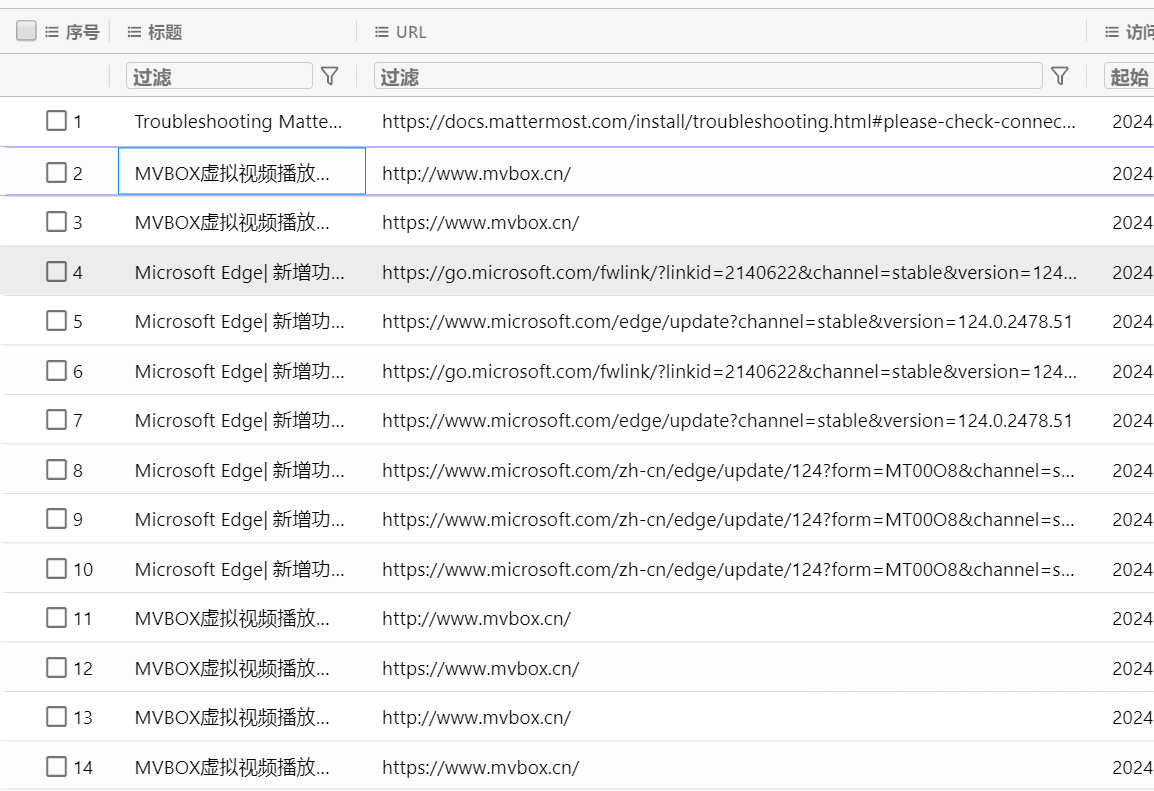 序号 标题 URL 访问
过滤 过滤 起始
1 Troubleshooting Matte... https://docs.mattermost.com/install/troubleshooting.html#please-check-connec... 2024
2 MVBOX虚拟视频播放... http://www.mvbox.cn/ 2024
3 MVBOX虚拟视频播放... https://www.mvbox.cn/ 2024
4 Microsoft Edge| 新增功... https://go.microsoft.com/fwlink/?linkid=2140622&channel=stable&version=124... 2024
5 Microsoft Edge| 新增功... https://www.microsoft.com/edge/update?channel=stable&version=124.0.2478.51 2024
6 Microsoft Edge| 新增功... https://go.microsoft.com/fwlink/?linkid=2140622&channel=stable&version=124... 2024
7 Microsoft Edge| 新增功... https://www.microsoft.com/edge/update?channel=stable&version=124.0.2478.51 2024
8 Microsoft Edge| 新增功... https://www.microsoft.com/zh-cn/edge/update/124?form=MT00O8&channel=s... 2024
9 Microsoft Edge| 新增功... https://www.microsoft.com/zh-cn/edge/update/124?form=MT00O8&channel=s... 2024
10 Microsoft Edge| 新增功... https://www.microsoft.com/zh-cn/edge/update/124?form=MT00O8&channel=s... 2024
11 MVBOX虚拟视频播放... http://www.mvbox.cn/ 2024
12 MVBOX虚拟视频播放... https://www.mvbox.cn/ 2024
13 MVBOX虚拟视频播放... http://www.mvbox.cn/ 2024
14 MVBOX虚拟视频播放... https://www.mvbox.cn/ 2024